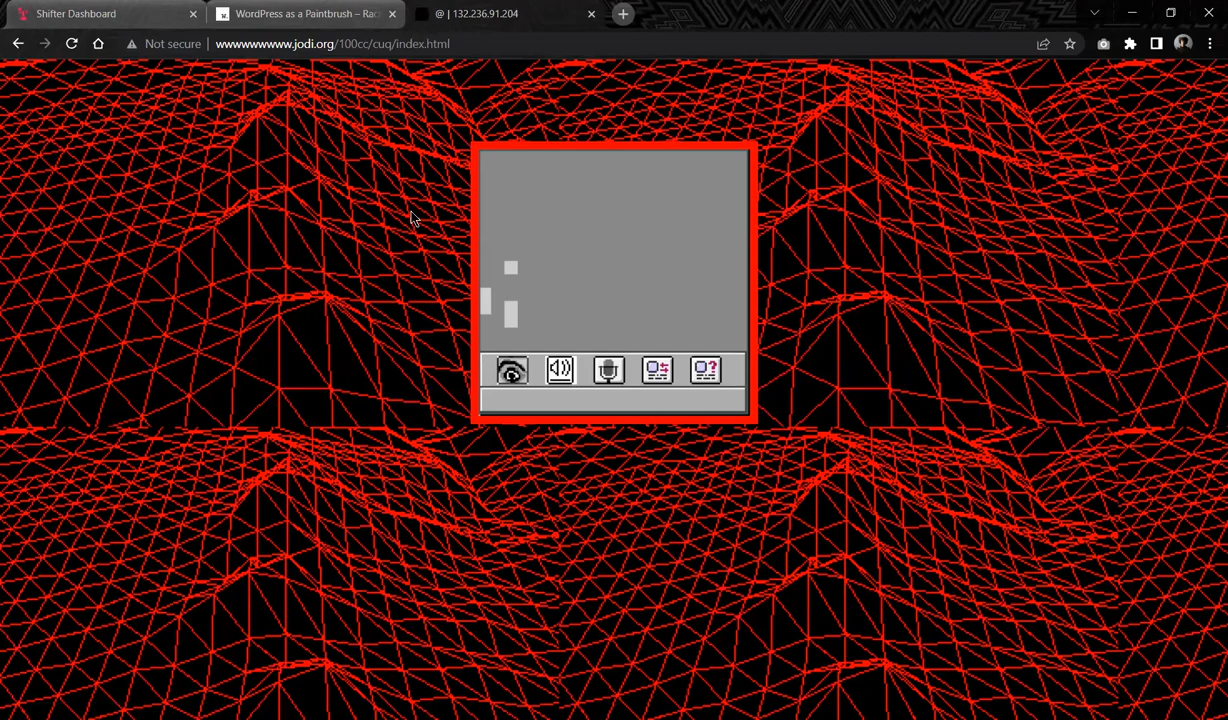 Shifter Dashboard
WordPress as a Paintbrush – Rac
@ | 132.236.91.204
Not secure
wwwwwwwww.jodi.org/100cc/cuq/index.html